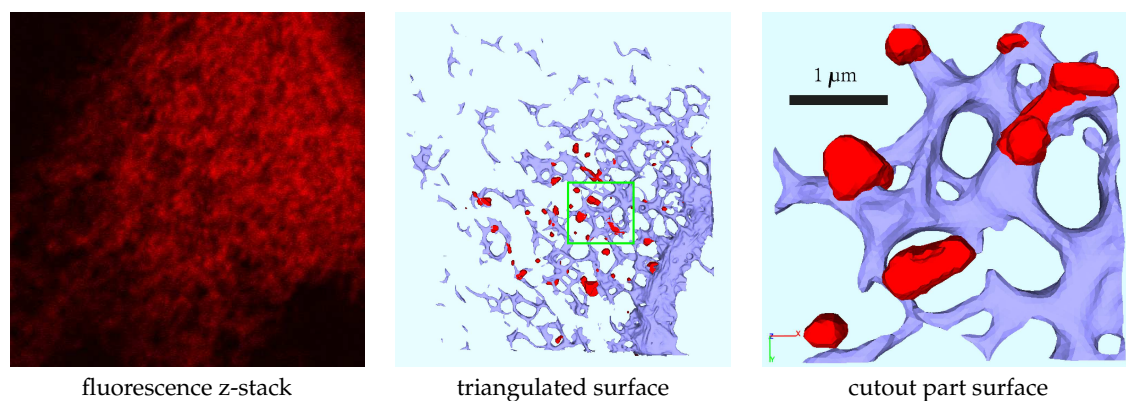 1 µm
Z X
Y
fluorescence z-stack
triangulated surface
cutout part surface